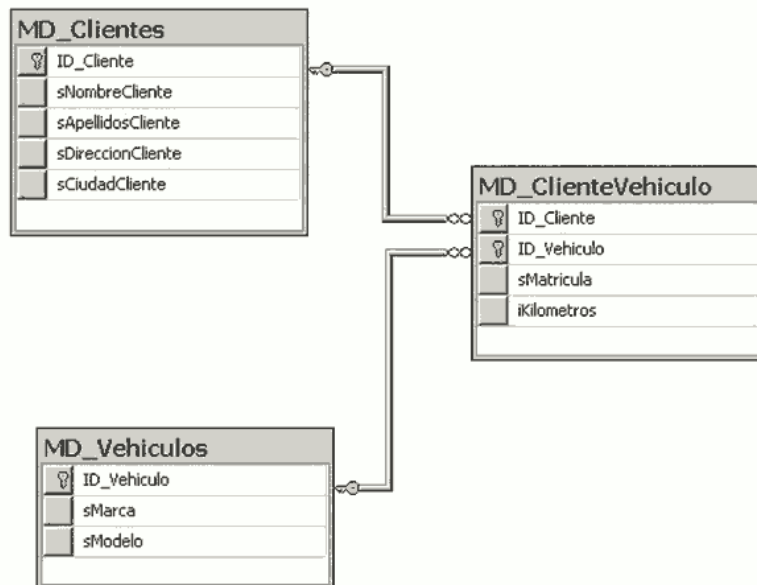 MD_Clientes
ID_Cliente
sNombreCliente
sApellidosCliente
sDireccionCliente
sCiudadCliente
MD_ClienteVehiculo
ID_Cliente
ID_Vehiculo
sMatricula
iKilometros
MD_Vehiculos
ID_Vehiculo
sMarca
sModelo